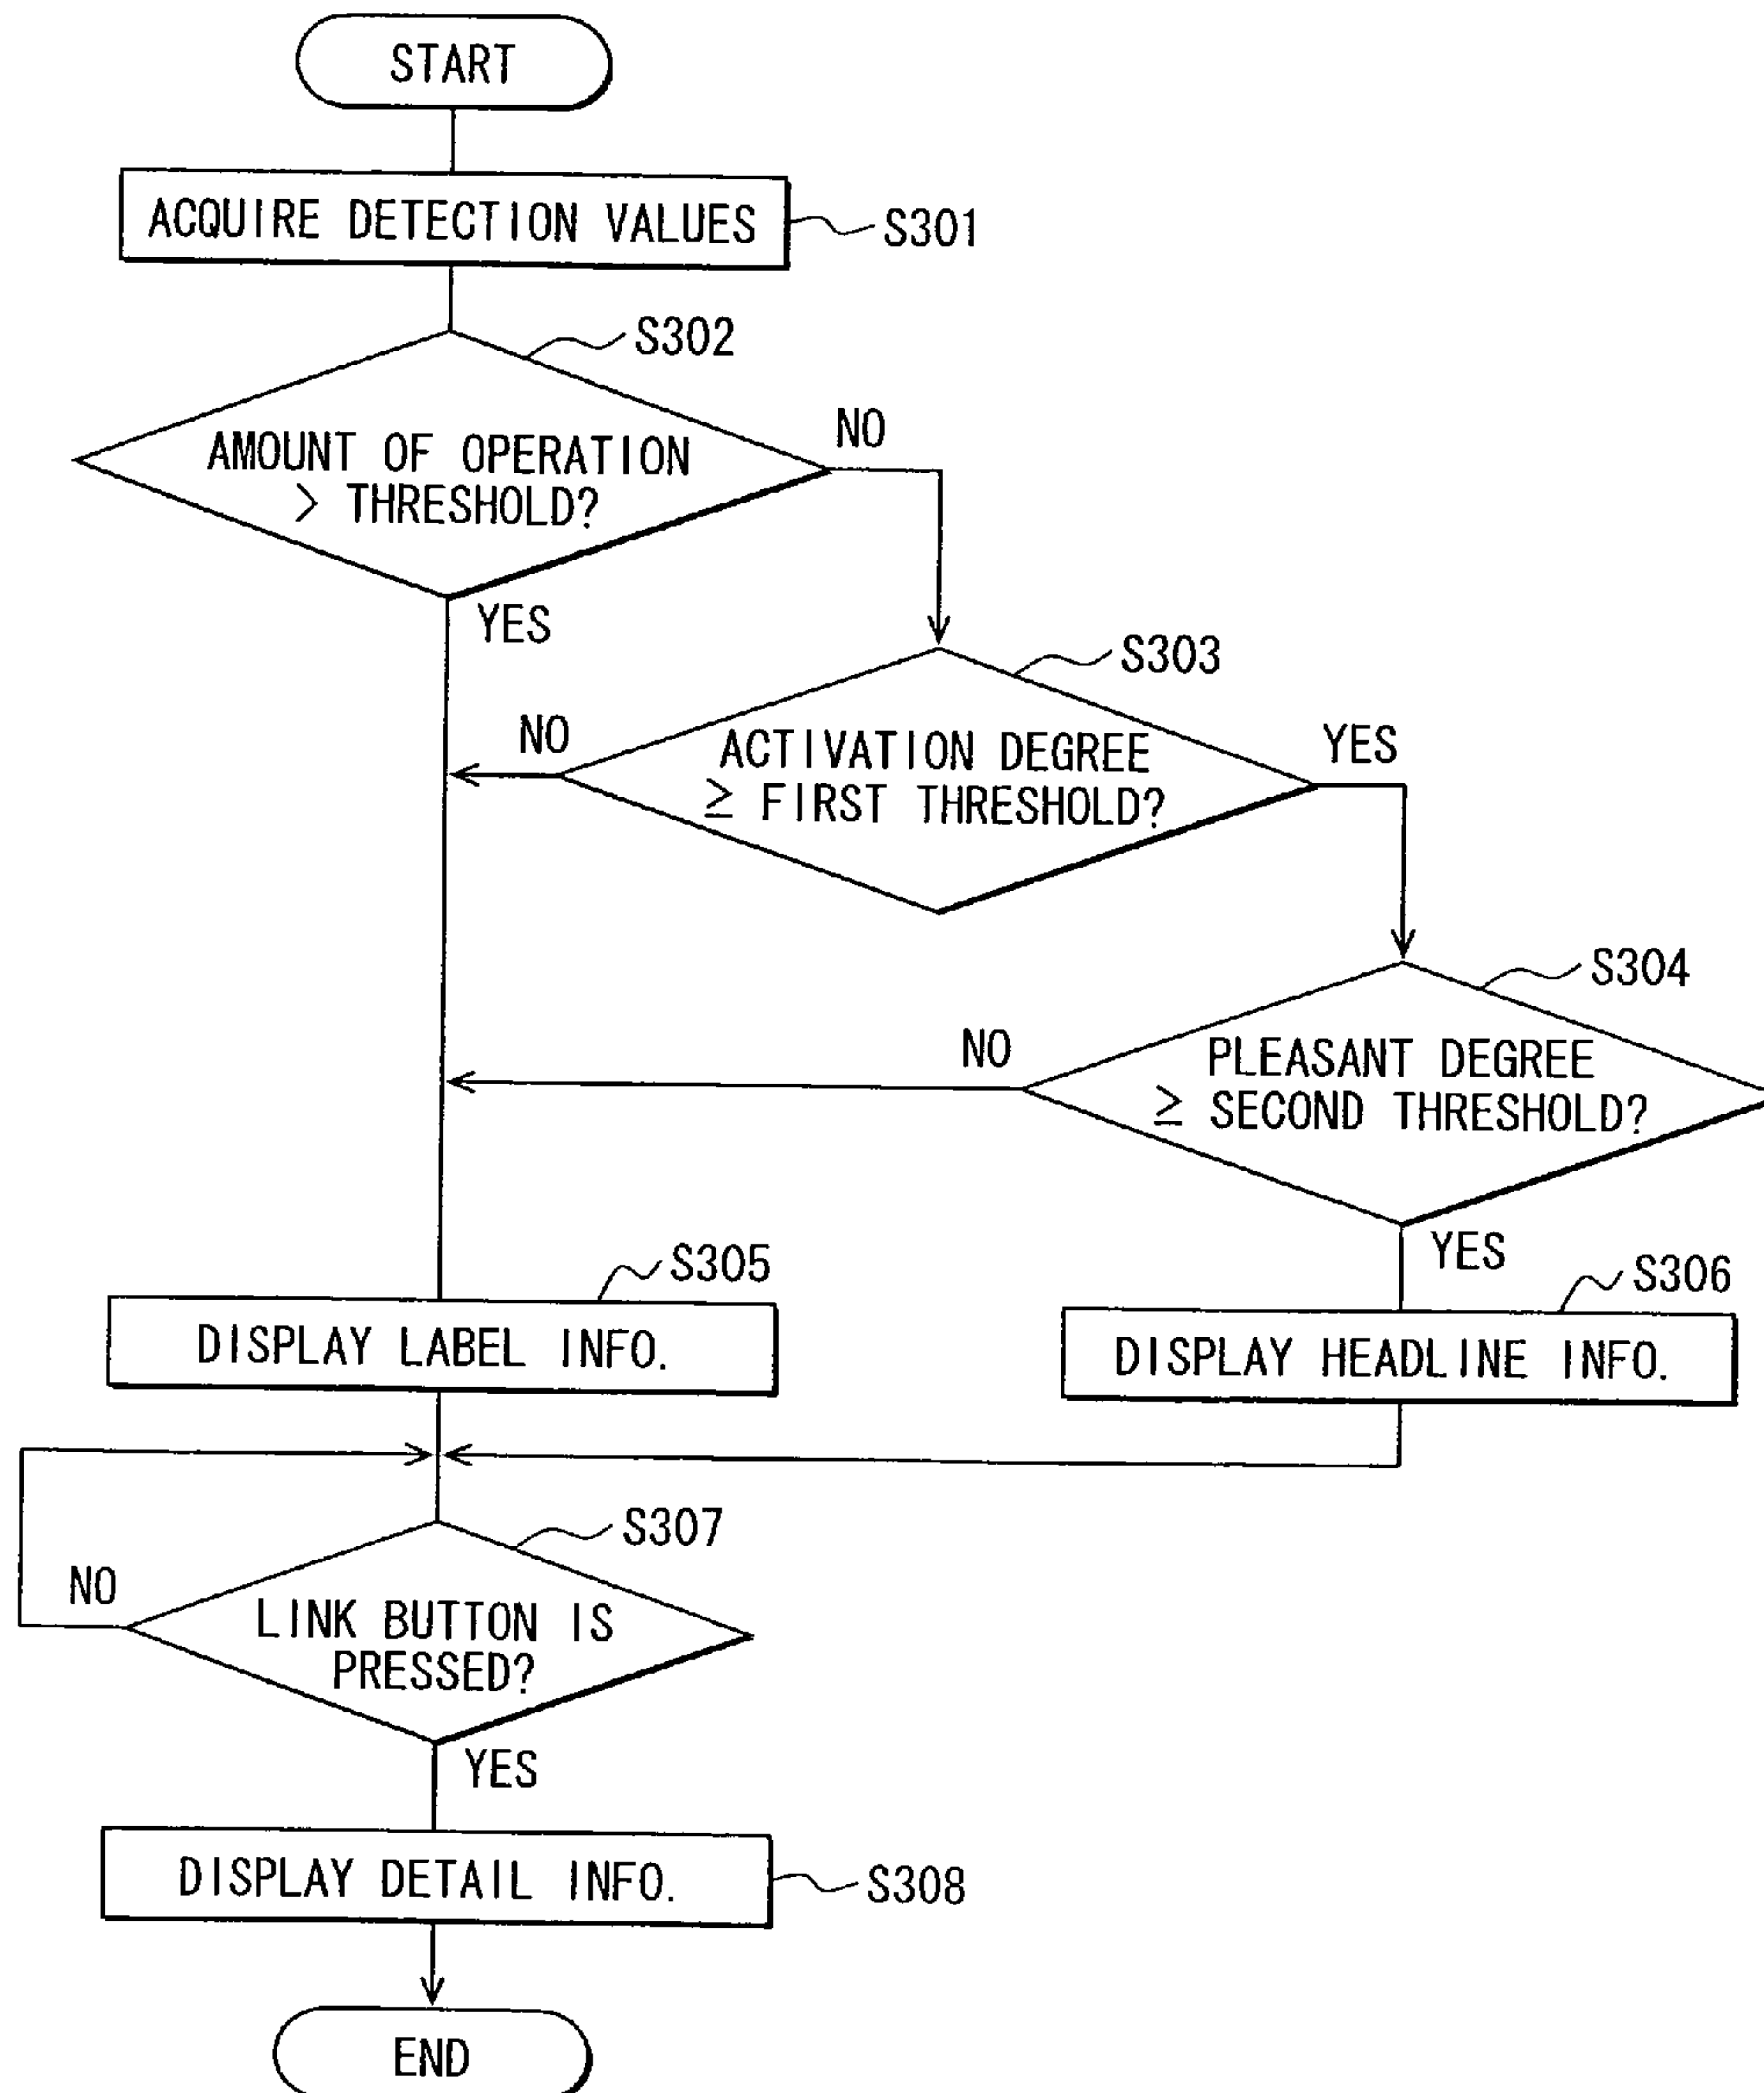 START
ACQUIRE DETECTION VALUES
S301
S302
AMOUNT OF OPERATION
> THRESHOLD?
NO
YES
S303
NO
ACTIVATION DEGREE
≥ FIRST THRESHOLD?
YES
S304
NO
PLEASANT DEGREE
≥ SECOND THRESHOLD?
YES
S305
DISPLAY LABEL INFO.
S306
DISPLAY HEADLINE INFO.
S307
NO
LINK BUTTON IS
PRESSED?
YES
DISPLAY DETAIL INFO.
S308
END